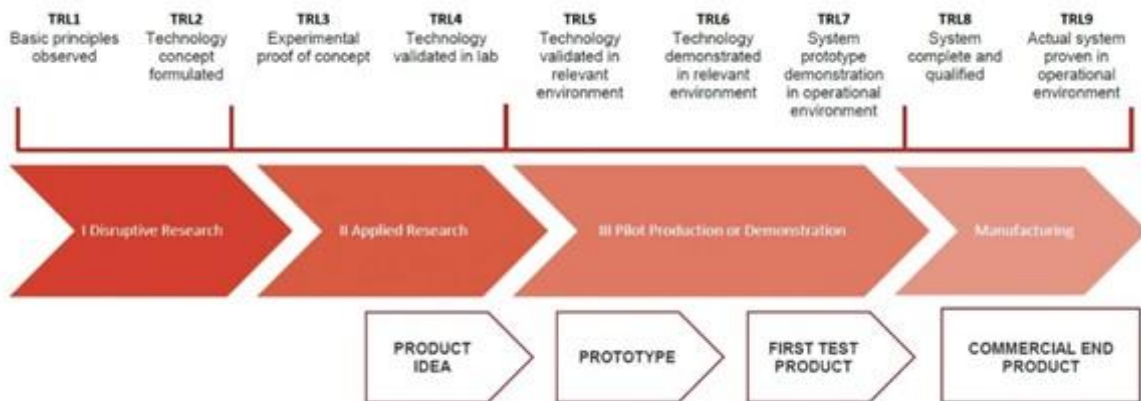 TRL1
Basic principles
observed
TRL2
Technology
concept
formulated
TRL3
Experimental
proof of concept
TRL4
Technology
validated in lab
TRL5
Technology
validated in
relevant
environment
TRL6
Technology
demonstrated
in relevant
environment
TRL7
System
prototype
demonstration
in operational
environment
TRL8
System
complete and
qualified
TRL9
Actual system
proven in
operational
environment
I Disruptive Research
II Applied Research
III Pilot Production or Demonstration
Manufacturing
PRODUCT
IDEA
PROTOTYPE
FIRST TEST
PRODUCT
COMMERCIAL END
PRODUCT